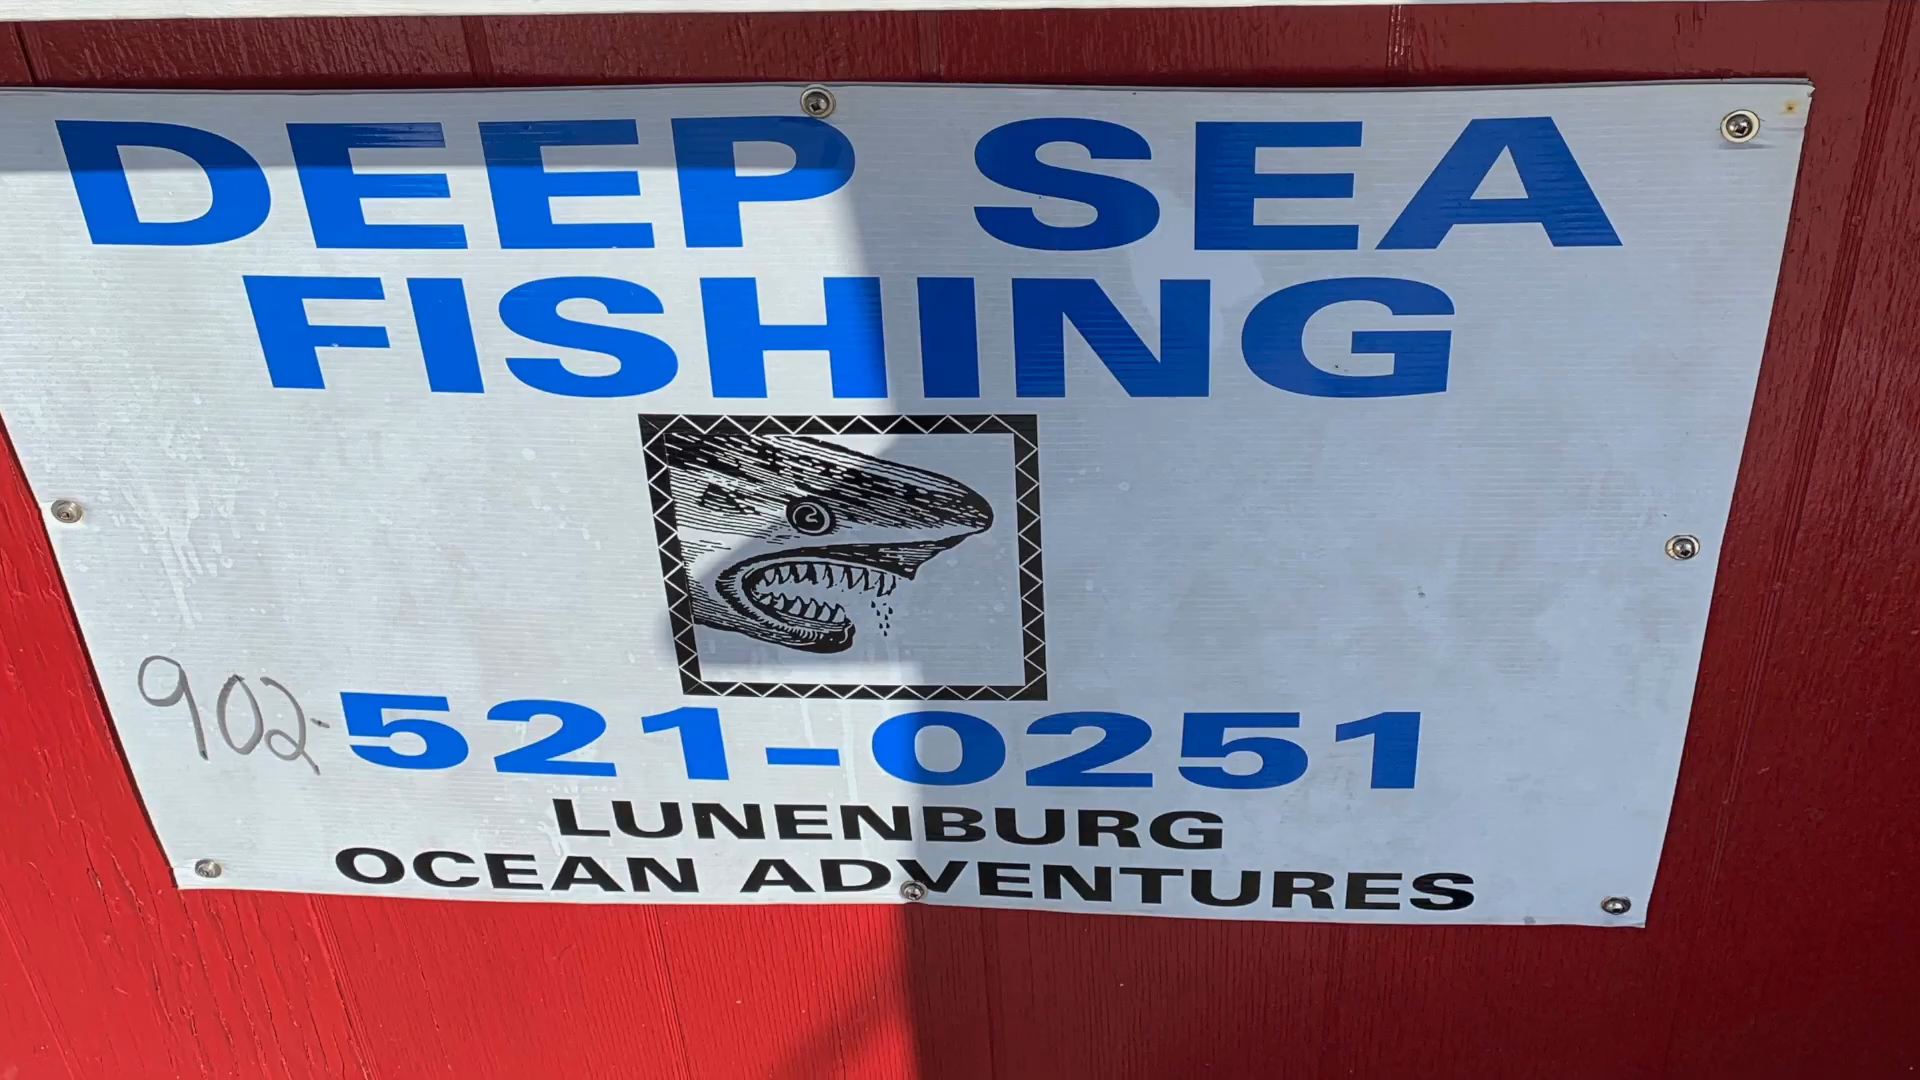 DEEP SEA
FISHING
902-521-0251
LUNENBURG
OCEAN ADVENTURES